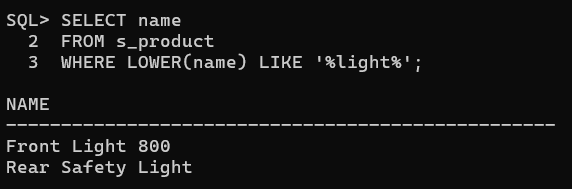 SQL> SELECT name
  2  FROM s_product
  3  WHERE LOWER(name) LIKE '%light%';

NAME
--------------------------------------------------
Front Light 800
Rear Safety Light